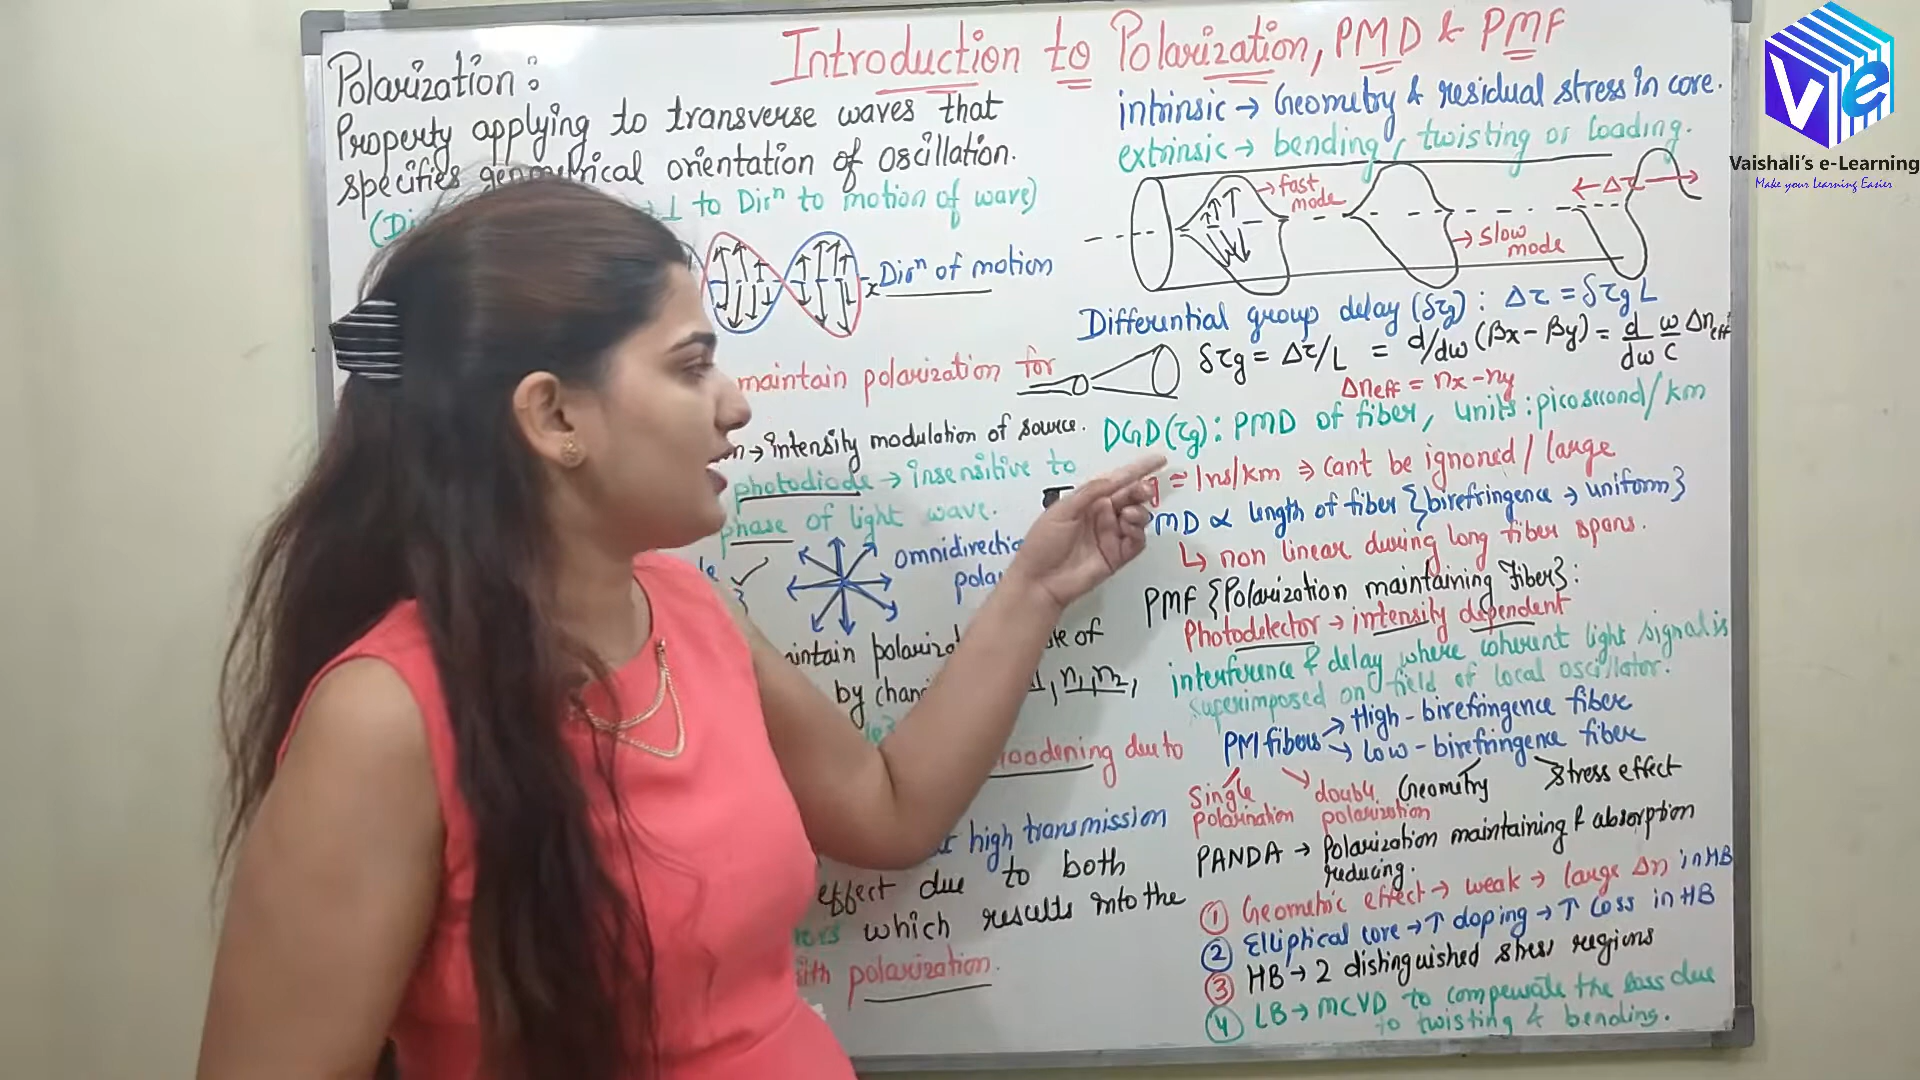 Introduction to Polarization, PMD & PMF
Polarization :
Property applying to transverse waves that
specifies geometrical orientation of oscillation.
⊥ to Dirⁿ to motion of wave)
x Dirⁿ of motion
maintain polarization for
→ intensity modulation of source.
photodiode → insensitive to
phase of light wave.
polarization
by
due to
high transmission
effect due to both
which results into the
polarization.
intrinsic → Geometry & residual stress in core.
extrinsic → bending, twisting or loading.
→ fast mode
← Δτ →
→ slow mode
Differential group delay (δτg) : Δτ = δτg L
δτg = Δτ/L = d/dω (βx - βy) = d/dω ω/c Δneff
Δneff = nx - ny
DGD(τg) : PMD of fiber, units : picosecond/km
g = 1ns/km ⇒ cant be ignoned / large
PMD ∝ length of fiber {birefringence → uniform}
↳ non linear during long fiber spans.
PMF {Polarization maintaining Fiber} :
Photodelector → intensity dependent
interference & delay where coherent light signal is
superimposed on field of local oscillator.
PM fibers → High - birefringence fiber
→ Low - birefringence fiber
Single polarination
polarization
Geometry
Stress effect
PANDA → Polarization maintaining & absorption
reducing.
① Geometric effect → weak → large Δn in HB
② Elliptical core → ↑ doping → ↑ Loss in HB
③ HB → 2 distinguished stress regions
④ LB → MCVD to compensate the loss due
to twisting & bending.
Ve
Vaishali's e-Learning
Make your Learning Easier